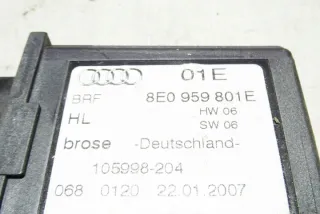 01E
BRF 8E0 959 801E
HL HW 06
SW 06
brose -Deutschland-
105998-204
068 0120 22.01.2007